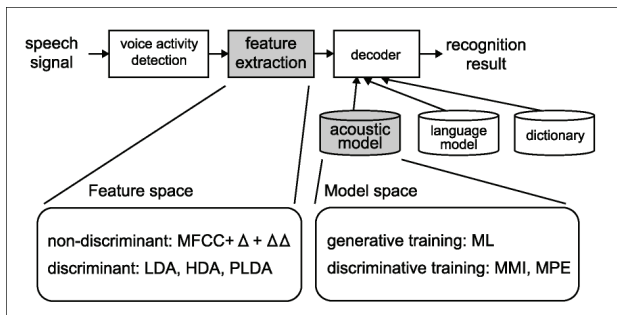 speech
signal
voice activity
detection
feature
extraction
decoder
recognition
result
acoustic
model
language
model
dictionary
Feature space
Model space
non-discriminant: MFCC+ Δ + ΔΔ
discriminant: LDA, HDA, PLDA
generative training: ML
discriminative training: MMI, MPE